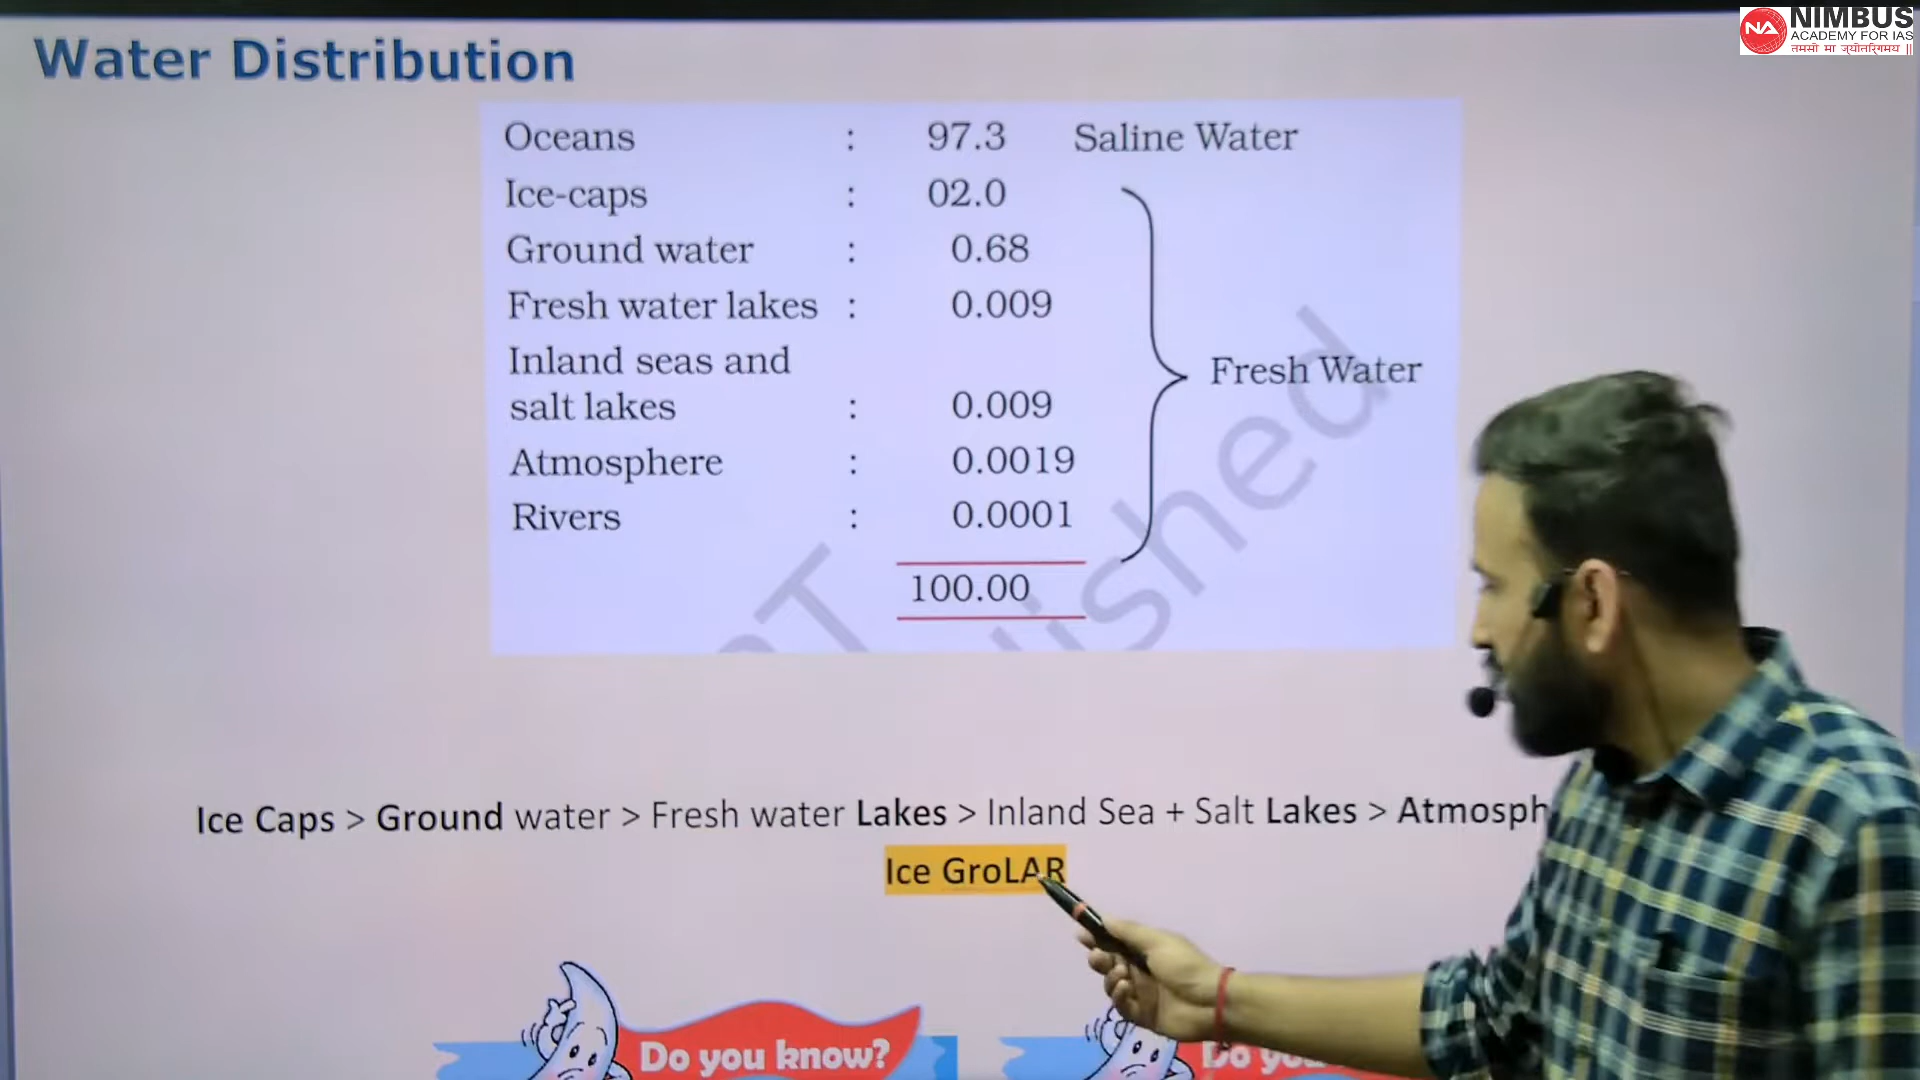 NIMBUS
ACADEMY FOR IAS
तमसो मा ज्योतिर्गमय ||
NA
Water Distribution
Oceans : 97.3 Saline Water
Ice-caps : 02.0
Ground water : 0.68
Fresh water lakes : 0.009
Inland seas and
salt lakes : 0.009
Fresh Water
Atmosphere : 0.0019
Rivers : 0.0001
100.00
Ice Caps > Ground water > Fresh water Lakes > Inland Sea + Salt Lakes > Atmosph
Ice GroLAR
Do you know?
Do you